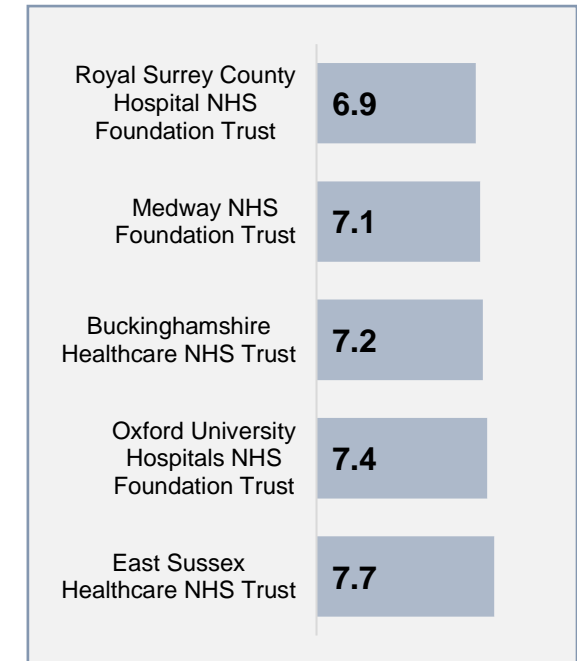 Royal Surrey County
Hospital NHS
Foundation Trust
6.9
Medway NHS
Foundation Trust
7.1
Buckinghamshire
Healthcare NHS Trust
7.2
Oxford University
Hospitals NHS
Foundation Trust
7.4
East Sussex
Healthcare NHS Trust
7.7